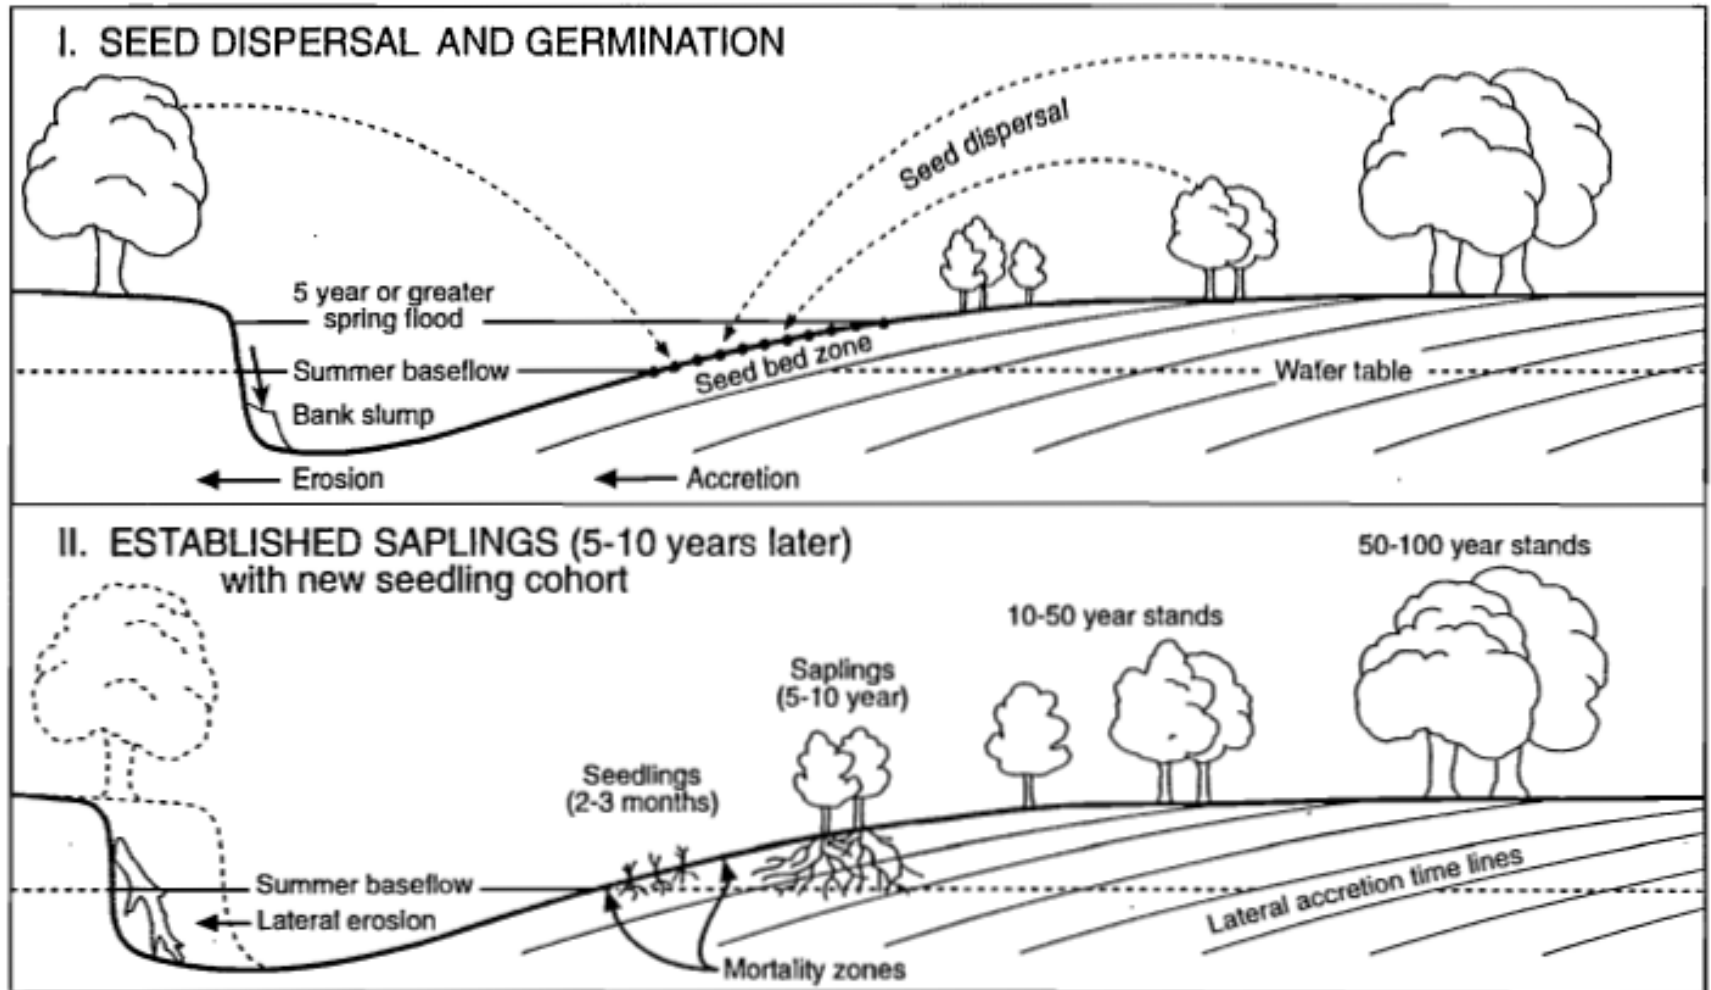 I. SEED DISPERSAL AND GERMINATION
Seed dispersal
5 year or greater
spring flood
Seed bed zone
Summer baseflow
Water table
Bank slump
Erosion
Accretion
II. ESTABLISHED SAPLINGS (5-10 years later)
with new seedling cohort
50-100 year stands
10-50 year stands
Saplings
(5-10 year)
Seedlings
(2-3 months)
Summer baseflow
Lateral erosion
Lateral accretion time lines
Mortality zones